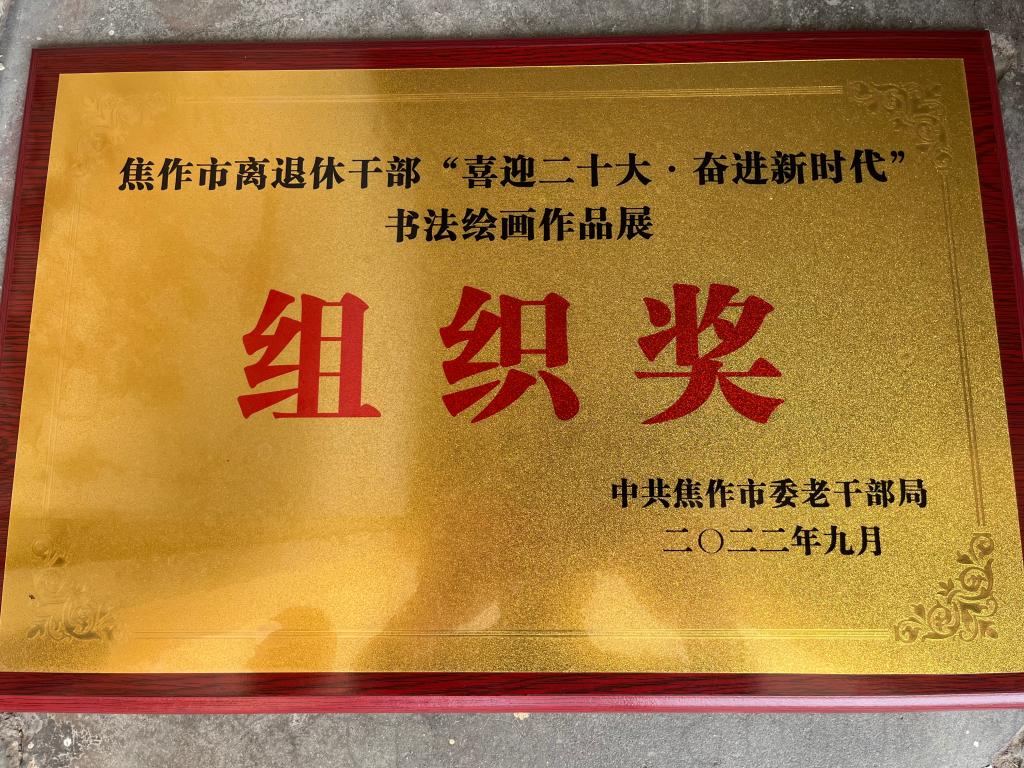 焦作市离退休干部“喜迎二十大·奋进新时代”
书法绘画作品展
组织奖
中共焦作市委老干部局
二〇二二年九月